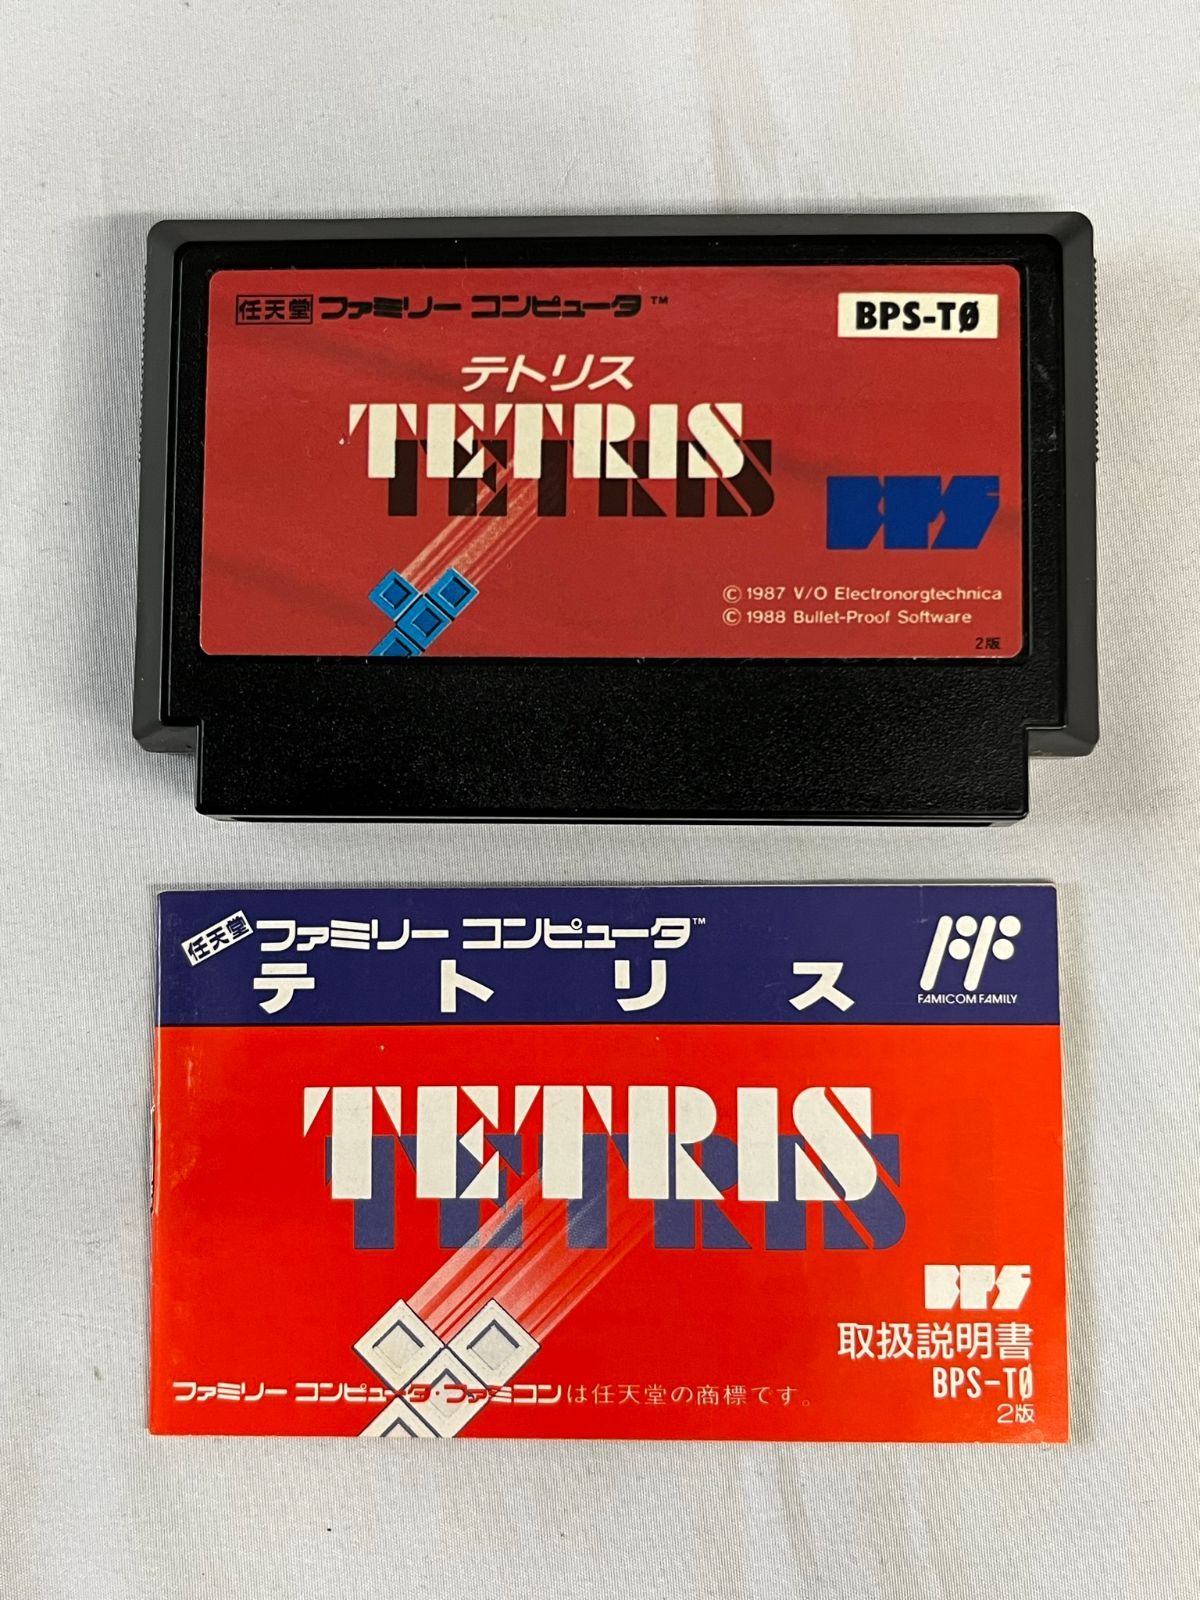 任天堂 ファミリー コンピュータ™
BPS-TØ
テトリス
TETRIS
BPS
© 1987 V/O Electronorgtechnica
© 1988 Bullet-Proof Software
2版
任天堂 ファミリー コンピュータ™
テトリス
FAMICOM FAMILY
TETRIS
BPS
取扱説明書
ファミリー コンピュータ・ファミコンは任天堂の商標です。
BPS-TØ
2版